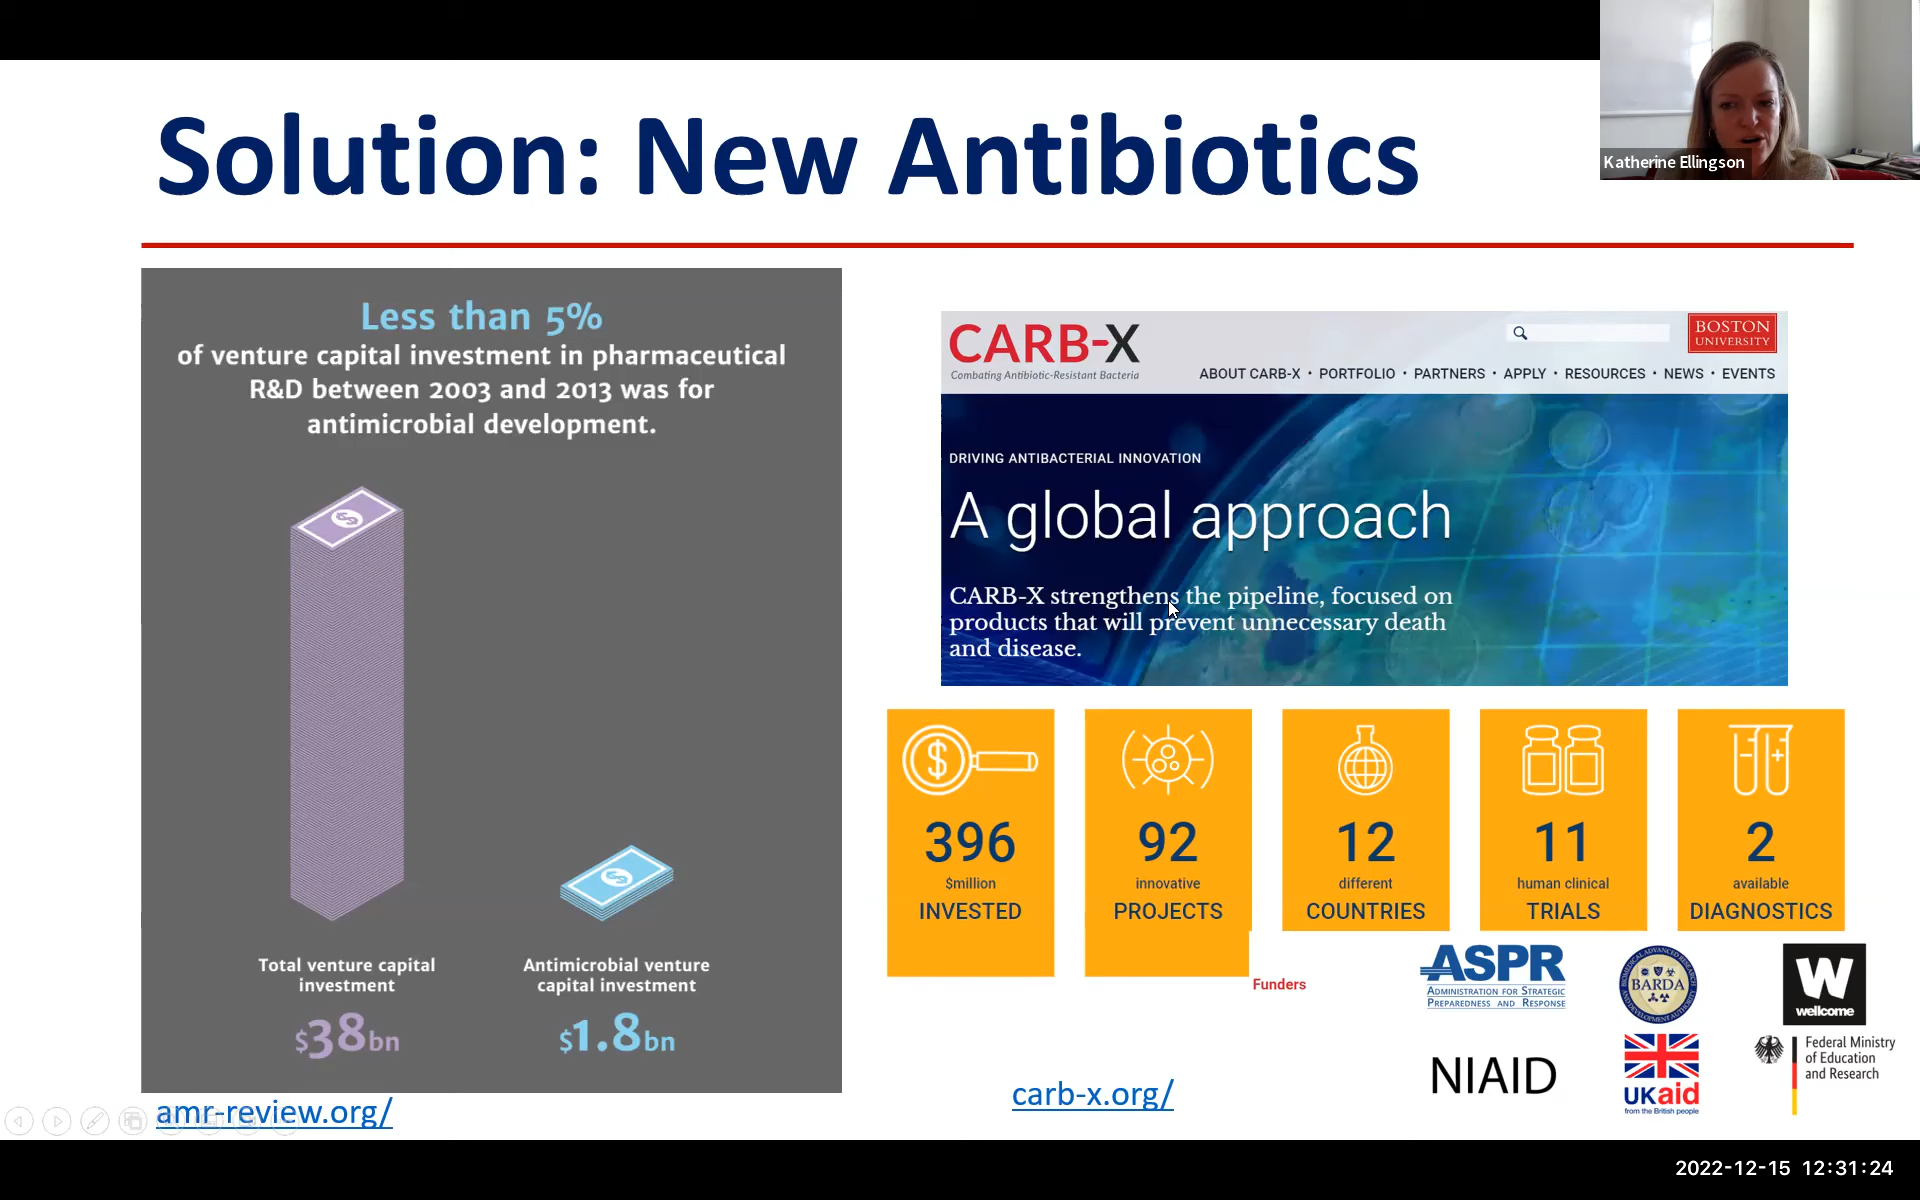 Solution: New Antibiotics
Katherine Ellingson
Less than 5%
of venture capital investment in pharmaceutical
R&D between 2003 and 2013 was for
antimicrobial development.
Total venture capital
investment
$38bn
Antimicrobial venture
capital investment
$1.8bn
amr-review.org/
CARB-X
Combating Antibiotic-Resistant Bacteria
BOSTON
UNIVERSITY
ABOUT CARB-X • PORTFOLIO • PARTNERS • APPLY • RESOURCES • NEWS • EVENTS
DRIVING ANTIBACTERIAL INNOVATION
A global approach
CARB-X strengthens the pipeline, focused on
products that will prevent unnecessary death
and disease.
396
$million
INVESTED
92
innovative
PROJECTS
12
different
COUNTRIES
11
human clinical
TRIALS
2
available
DIAGNOSTICS
Funders
ASPR
ADMINISTRATION FOR STRATEGIC
PREPAREDNESS AND RESPONSE
BARDA
W
wellcome
NIAID
UKaid
from the British people
Federal Ministry
of Education
and Research
carb-x.org/
2022-12-15 12:31:24